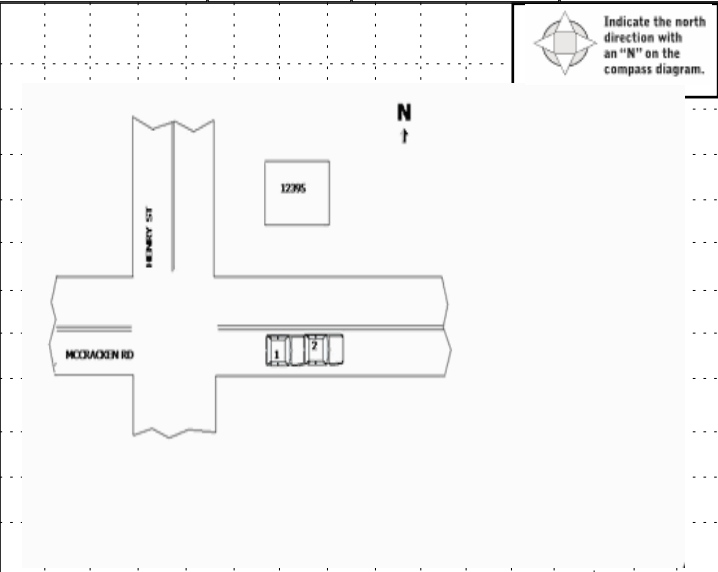 Indicate the north
direction with
an “N” on the
compass diagram.
N
12395
HENRY ST
MCCRACKEN RD
1
2